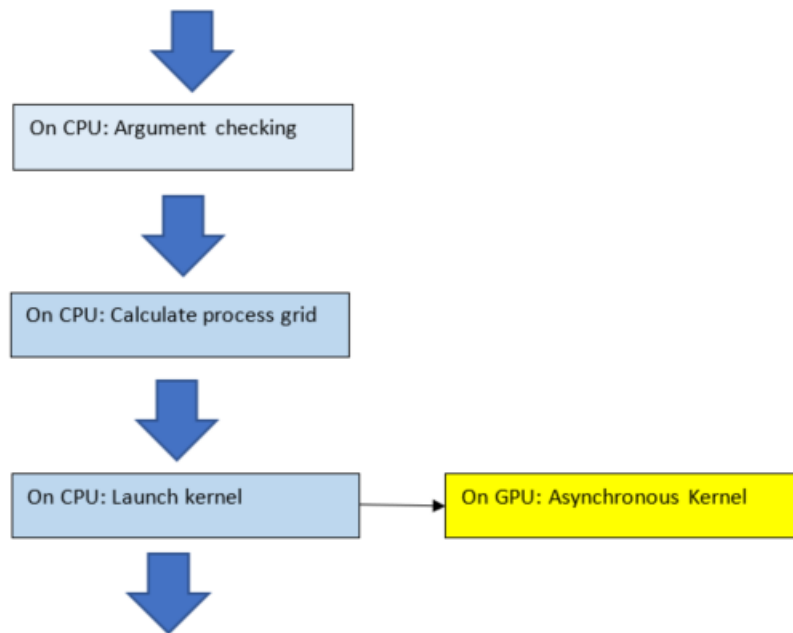 On CPU: Argument checking
On CPU: Calculate process grid
On CPU: Launch kernel
On GPU: Asynchronous Kernel